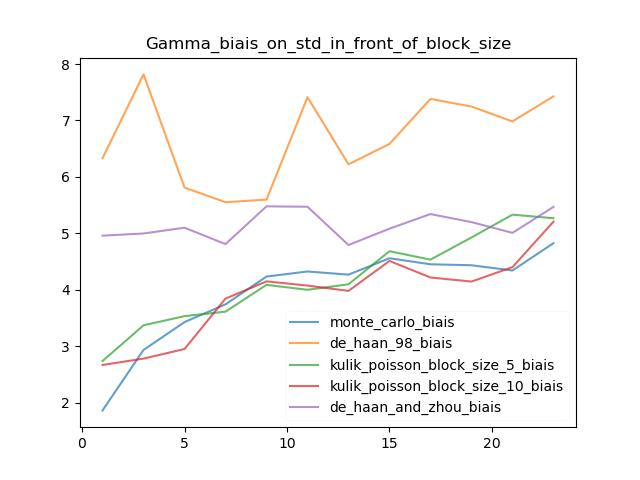 Gamma_biais_on_std_in_front_of_block_size
8
7
6
5
4
3
2
monte_carlo_biais
de_haan_98_biais
kulik_poisson_block_size_5_biais
kulik_poisson_block_size_10_biais
de_haan_and_zhou_biais
0 5 10 15 20